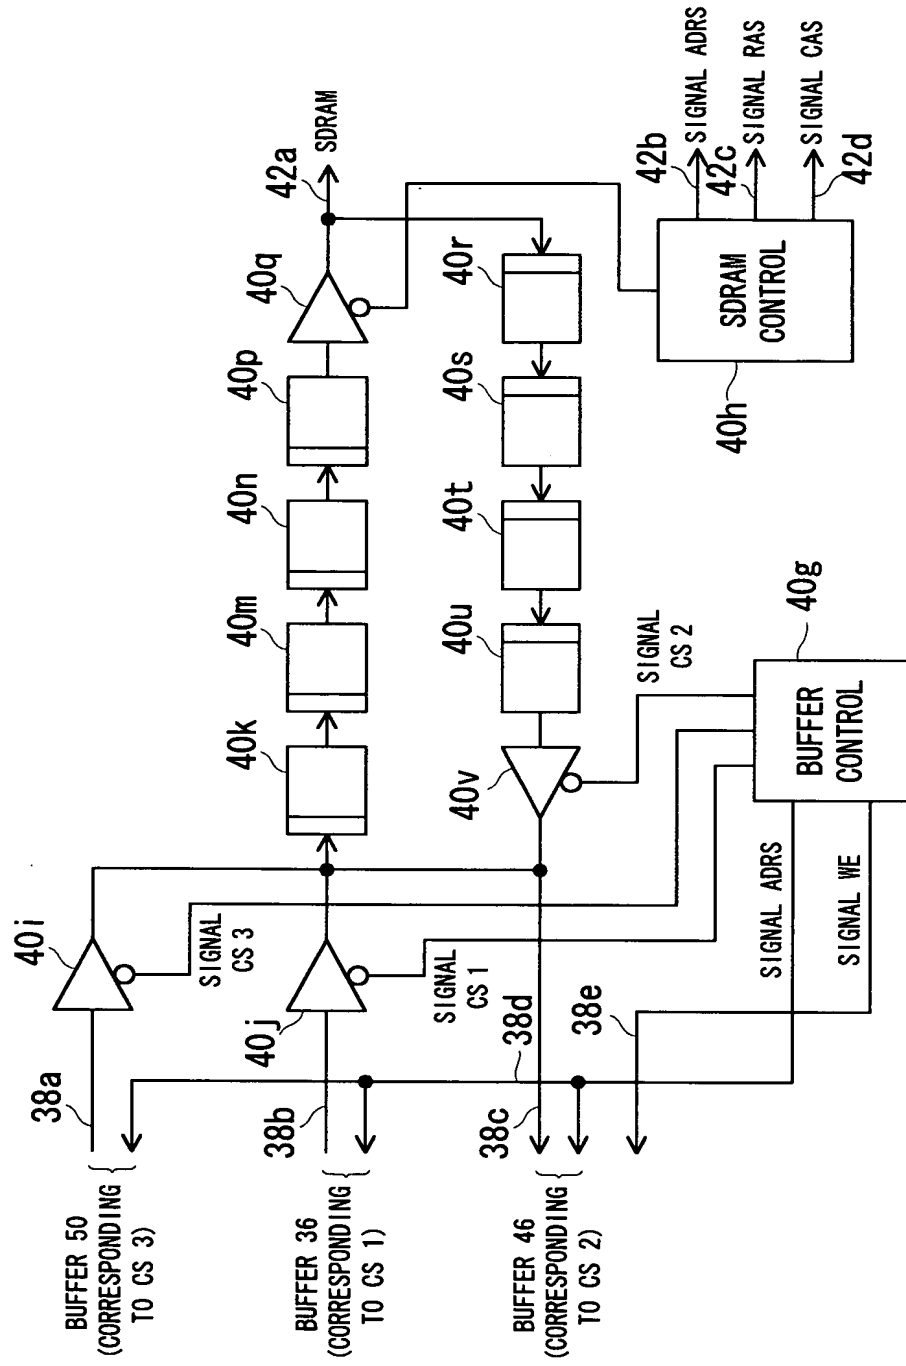 BUFFER 50
(CORRESPONDING
TO CS 3)
38a
40i
SIGNAL
CS 3
BUFFER 36
(CORRESPONDING
TO CS 1)
38b
40j
SIGNAL
CS 1
40k
40m
40n
40p
40q
42a
SDRAM
BUFFER 46
(CORRESPONDING
TO CS 2)
38c
38d
38e
40v
40u
40t
40s
40r
SIGNAL
CS 2
SIGNAL ADRS
SIGNAL WE
BUFFER
CONTROL
40g
SDRAM
CONTROL
40h
42b
SIGNAL ADRS
42c
SIGNAL RAS
42d
SIGNAL CAS